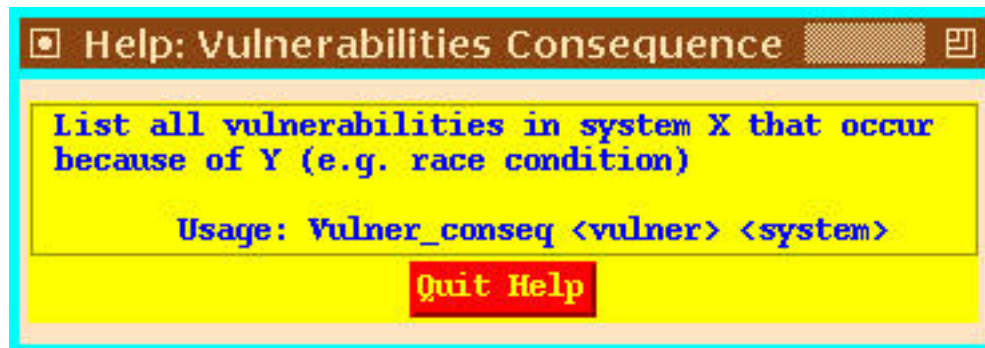 Help: Vulnerabilities Consequence
List all vulnerabilities in system X that occur
because of Y (e.g. race condition)
Usage: Vulner_conseq <vulner> <system>
Quit Help